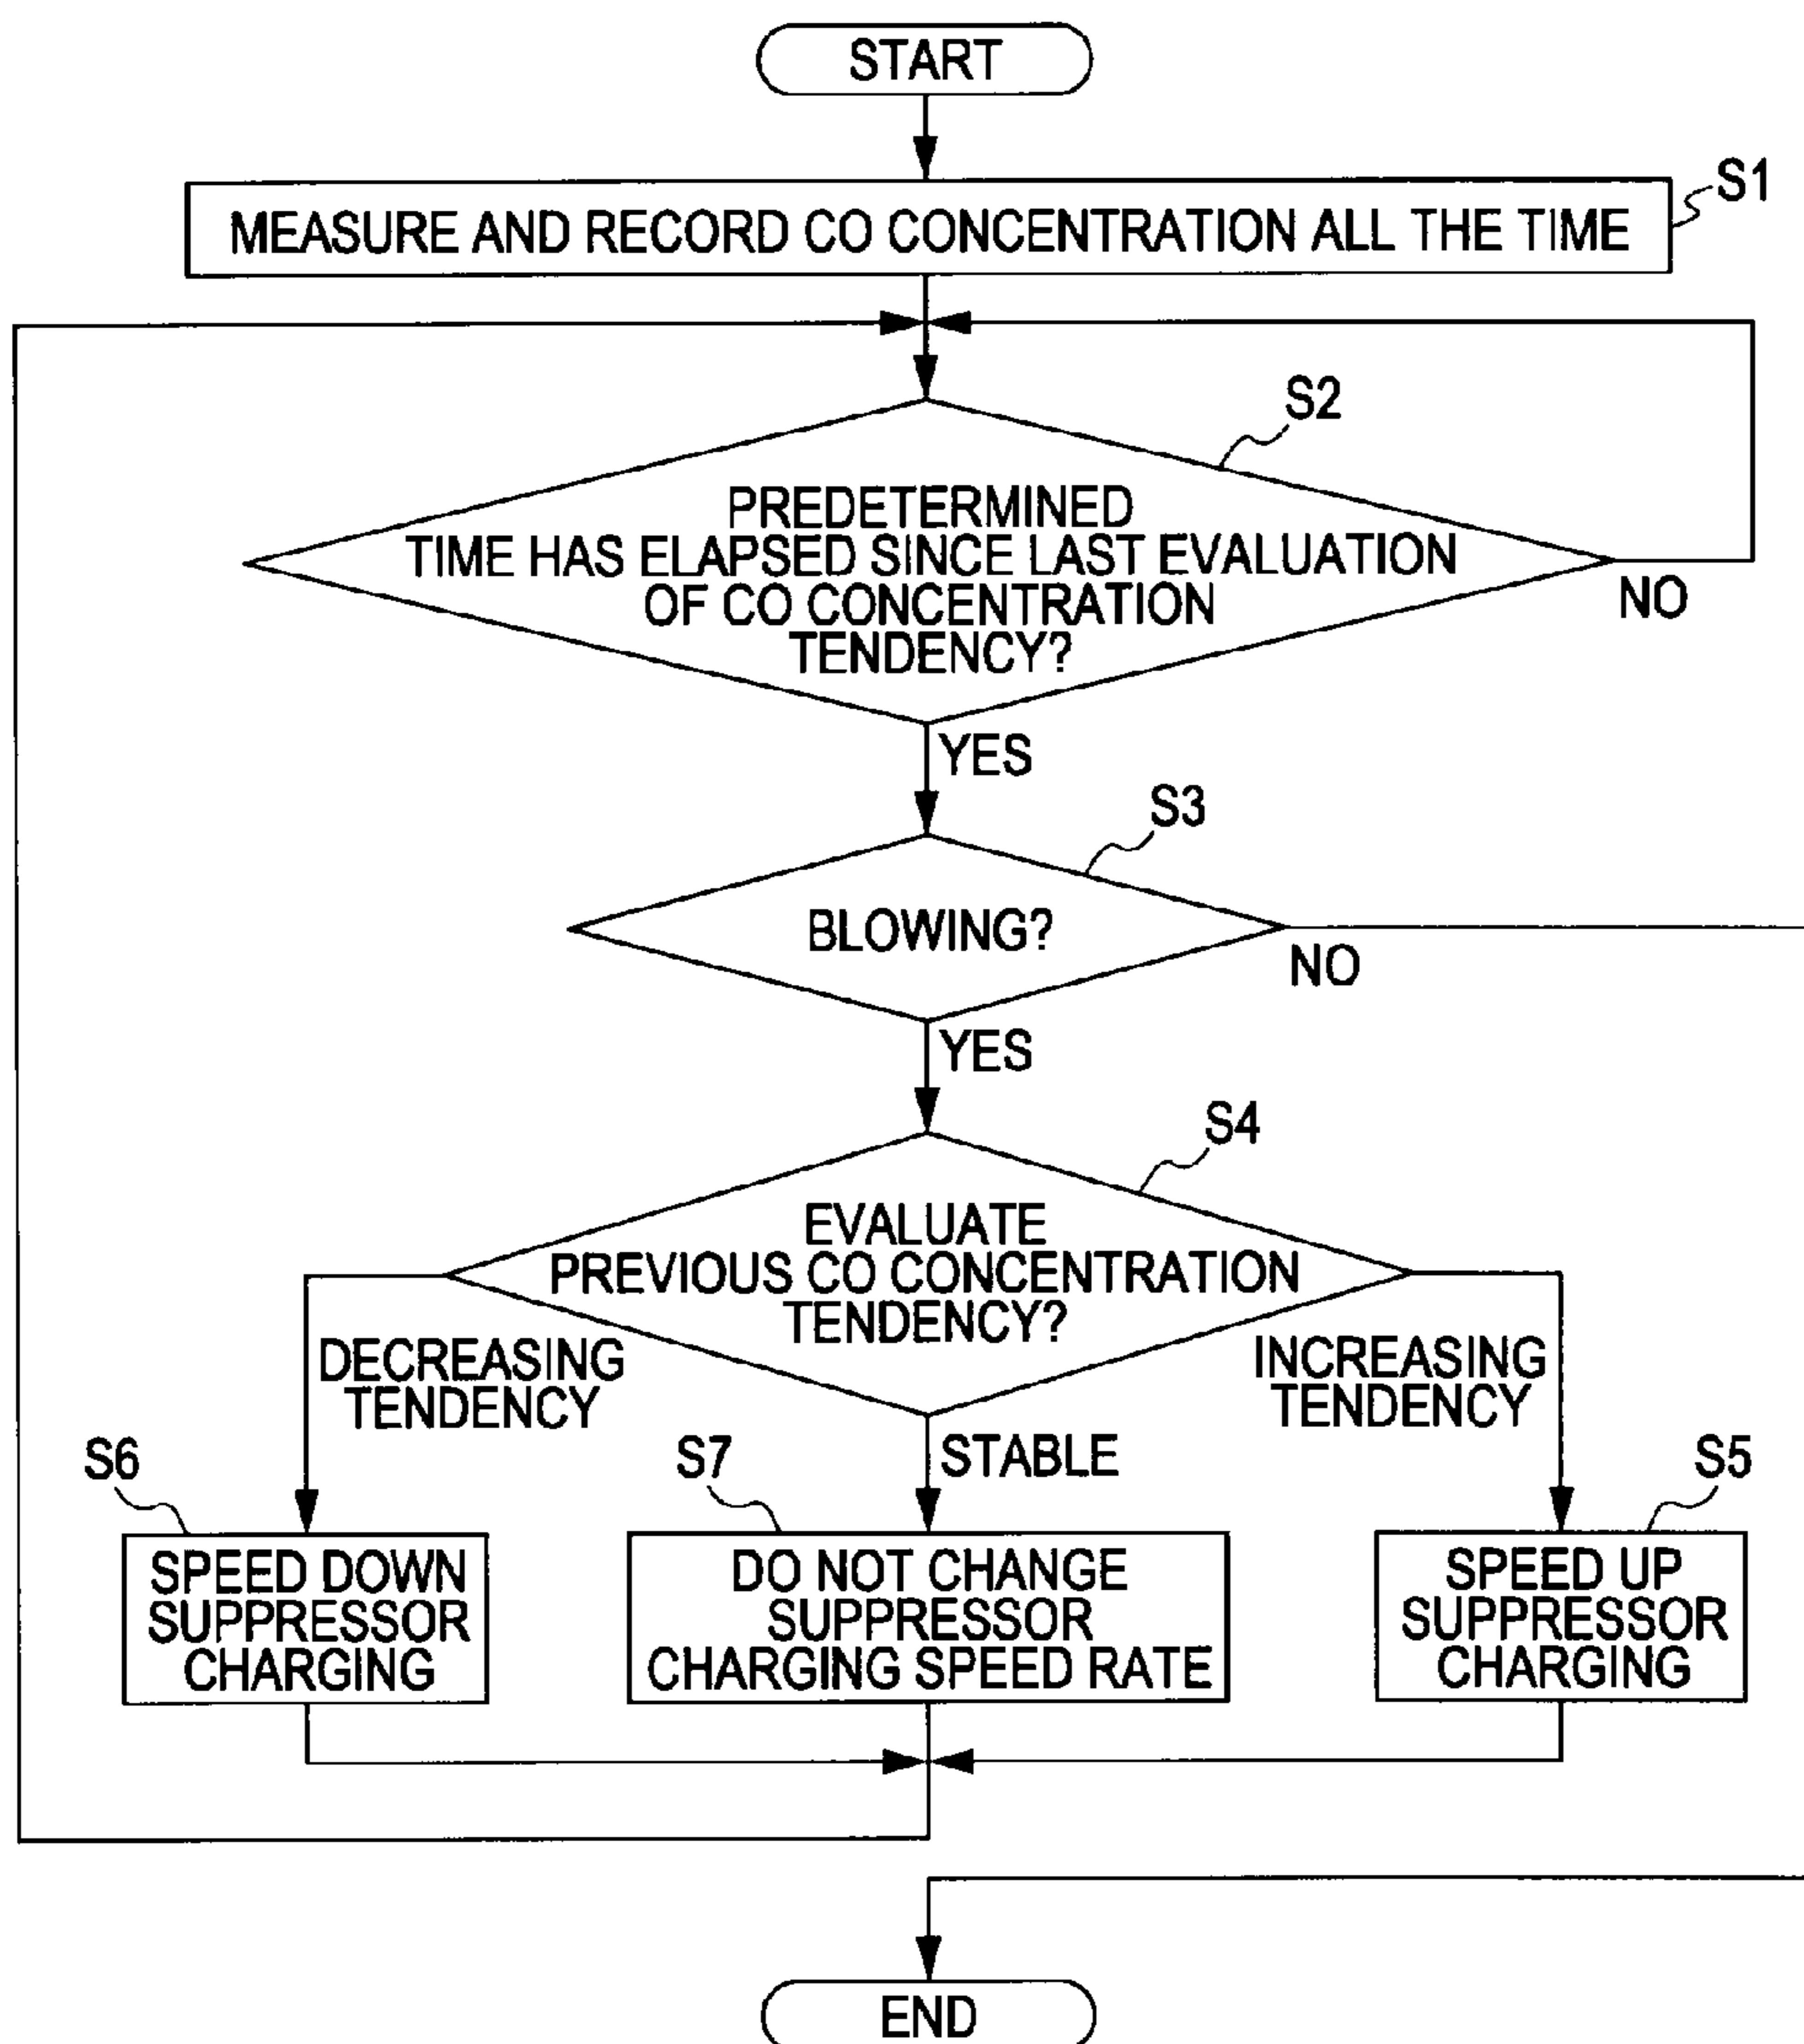 START
S1
MEASURE AND RECORD CO CONCENTRATION ALL THE TIME
S2
PREDETERMINED
TIME HAS ELAPSED SINCE LAST EVALUATION
OF CO CONCENTRATION
TENDENCY?
NO
YES
S3
BLOWING?
NO
YES
S4
EVALUATE
PREVIOUS CO CONCENTRATION
TENDENCY?
DECREASING
TENDENCY
INCREASING
TENDENCY
S6
S7
STABLE
S5
SPEED DOWN
SUPPRESSOR
CHARGING
DO NOT CHANGE
SUPPRESSOR
CHARGING SPEED RATE
SPEED UP
SUPPRESSOR
CHARGING
END